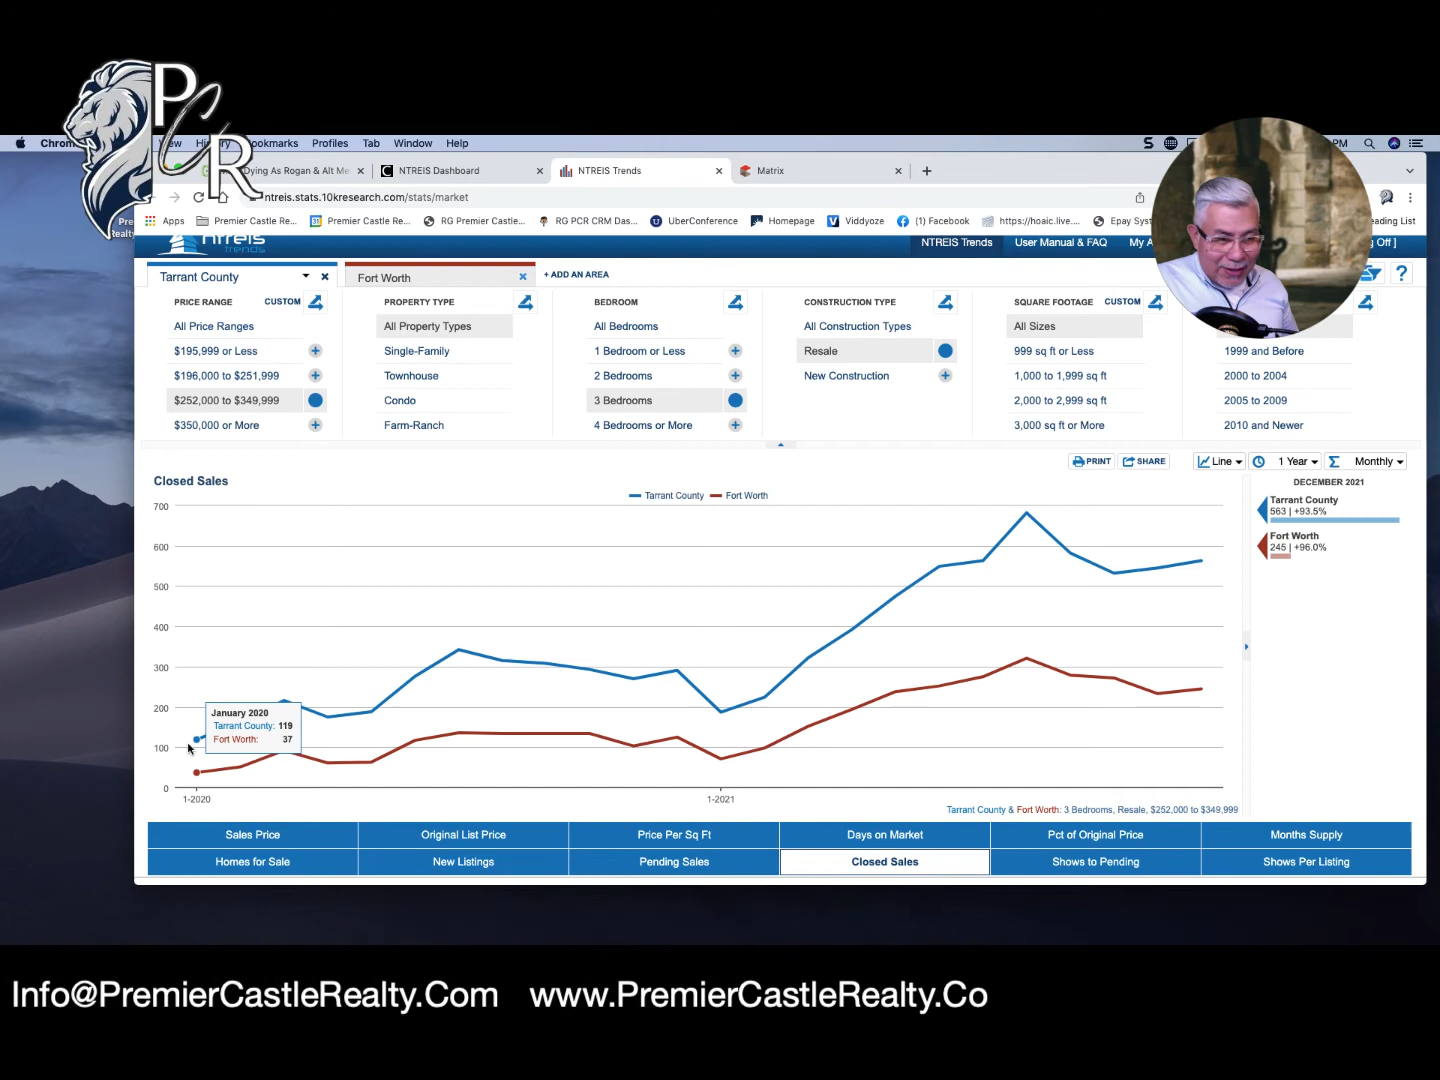 PCR
Chrom
View
History
Bookmarks
Profiles
Tab
Window
Help
S
PM
Dying As Rogan & Alt Me
NTREIS Dashboard
NTREIS Trends
Matrix
ntreis.stats.10kresearch.com/stats/market
Apps
Premier Castle Re...
Premier Castle Re...
RG Premier Castle...
RG PCR CRM Das...
UberConference
Homepage
Viddyoze
(1) Facebook
https://hoaic.live....
Epay Syst
eading List
Pre
Realty
ntreis
trends
NTREIS Trends
User Manual & FAQ
My A
g Off ]
Tarrant County
Fort Worth
+ ADD AN AREA
PRICE RANGE CUSTOM
All Price Ranges
$195,999 or Less
$196,000 to $251,999
$252,000 to $349,999
$350,000 or More
PROPERTY TYPE
All Property Types
Single-Family
Townhouse
Condo
Farm-Ranch
BEDROOM
All Bedrooms
1 Bedroom or Less
2 Bedrooms
3 Bedrooms
4 Bedrooms or More
CONSTRUCTION TYPE
All Construction Types
Resale
New Construction
SQUARE FOOTAGE CUSTOM
All Sizes
999 sq ft or Less
1,000 to 1,999 sq ft
2,000 to 2,999 sq ft
3,000 sq ft or More
1999 and Before
2000 to 2004
2005 to 2009
2010 and Newer
PRINT
SHARE
Line
1 Year
Monthly
Closed Sales
Tarrant County
Fort Worth
700
600
500
400
300
200
100
0
January 2020
Tarrant County: 119
Fort Worth: 37
1-2020
1-2021
Tarrant County & Fort Worth: 3 Bedrooms, Resale, $252,000 to $349,999
DECEMBER 2021
Tarrant County
563 | +93.5%
Fort Worth
245 | +96.0%
Sales Price
Original List Price
Price Per Sq Ft
Days on Market
Pct of Original Price
Months Supply
Homes for Sale
New Listings
Pending Sales
Closed Sales
Shows to Pending
Shows Per Listing
Info@PremierCastleRealty.Com www.PremierCastleRealty.Co